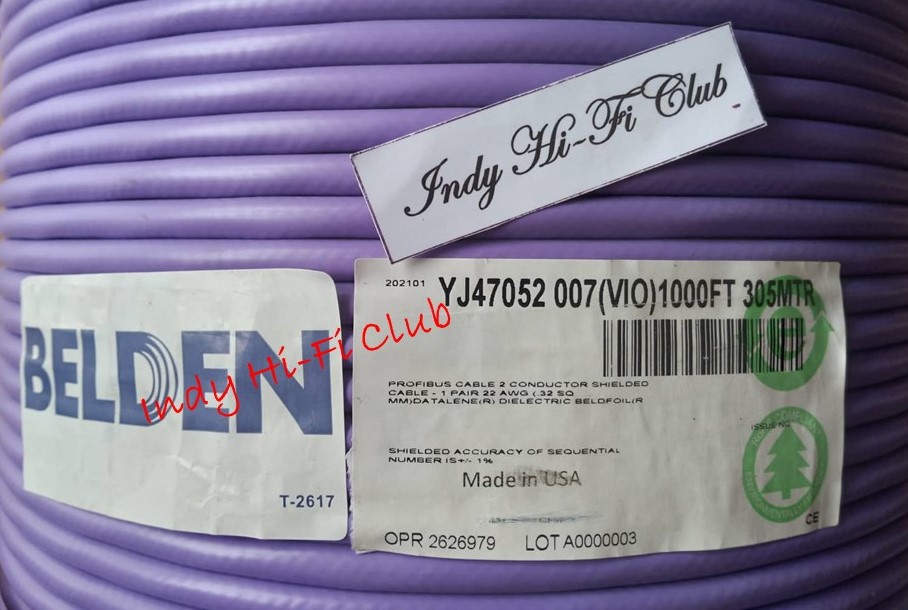 Indy Hi-Fi Club
BELDEN
T-2617
Indy Hi-Fi Club
202101 YJ47052 007(VIO)1000FT 305MTR
PROFIBUS CABLE 2 CONDUCTOR SHIELDED
CABLE - 1 PAIR 22 AWG (.32 SQ
MM)DATALENE(R) DIELECTRIC BELDFOIL(R
ISSUE NO
SHIELDED ACCURACY OF SEQUENTIAL
NUMBER IS+/- 1%
Made in USA
CE
OPR 2626979 LOT A0000003